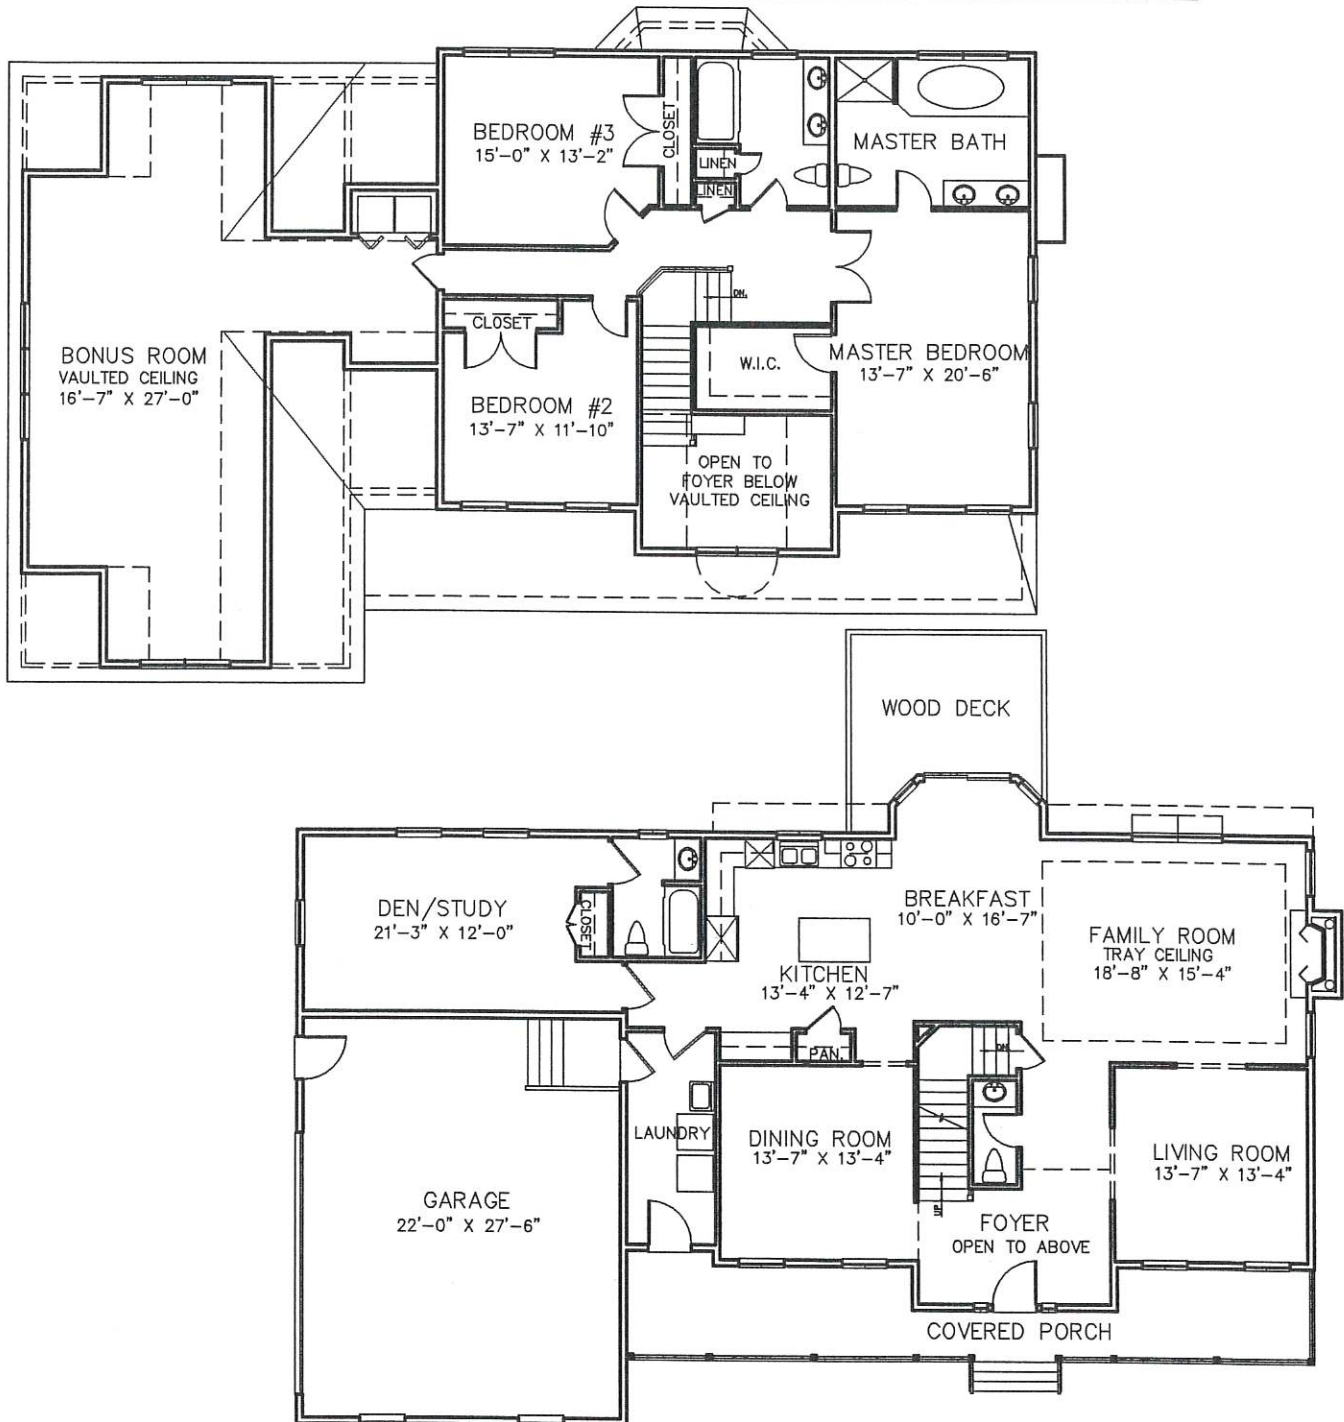 BEDROOM #3
15'-0" X 13'-2"
CLOSET
LINEN
LINEN
MASTER BATH
BONUS ROOM
VAULTED CEILING
16'-7" X 27'-0"
CLOSET
BEDROOM #2
13'-7" X 11'-10"
DN.
W.I.C.
MASTER BEDROOM
13'-7" X 20'-6"
OPEN TO
FOYER BELOW
VAULTED CEILING
WOOD DECK
DEN/STUDY
21'-3" X 12'-0"
CLOSET
BREAKFAST
10'-0" X 16'-7"
KITCHEN
13'-4" X 12'-7"
FAMILY ROOM
TRAY CEILING
18'-8" X 15'-4"
PAN.
DN.
LAUNDRY
DINING ROOM
13'-7" X 13'-4"
LIVING ROOM
13'-7" X 13'-4"
GARAGE
22'-0" X 27'-6"
UP
FOYER
OPEN TO ABOVE
COVERED PORCH